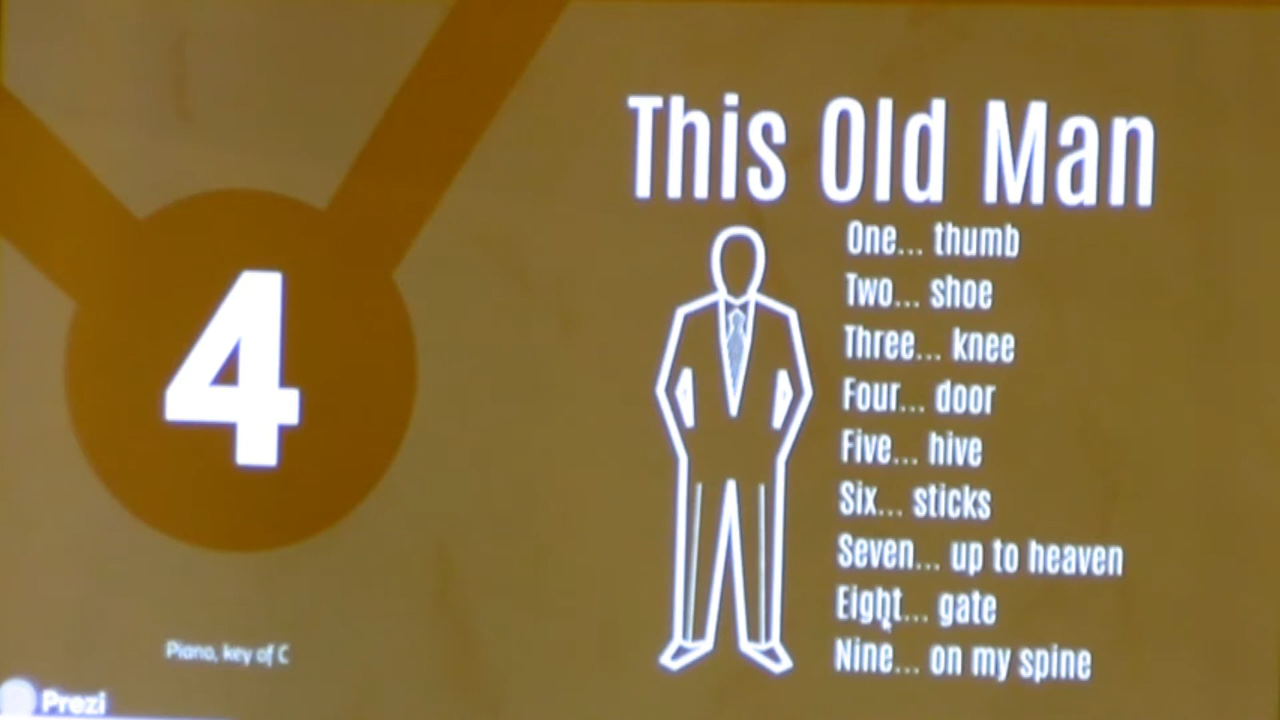 4
Piano, key of C
Prezi
This Old Man
One... thumb
Two... shoe
Three... knee
Four... door
Five... hive
Six... sticks
Seven... up to heaven
Eight... gate
Nine... on my spine